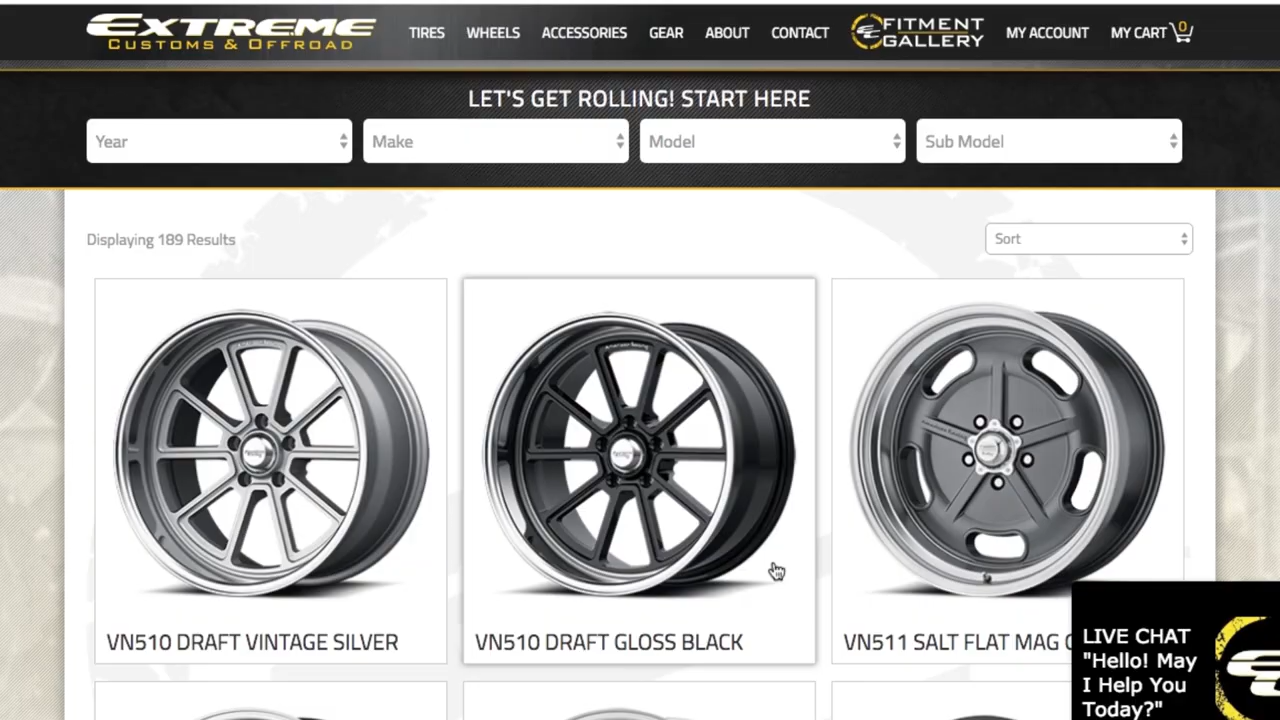 EXTREME
CUSTOMS & OFFROAD
TIRES
WHEELS
ACCESSORIES
GEAR
ABOUT
CONTACT
FITMENT
GALLERY
MY ACCOUNT
MY CART 0
LET'S GET ROLLING! START HERE
Year
Make
Model
Sub Model
Displaying 189 Results
Sort
VN510 DRAFT VINTAGE SILVER
VN510 DRAFT GLOSS BLACK
VN511 SALT FLAT MAG
LIVE CHAT
"Hello! May
I Help You
Today?"